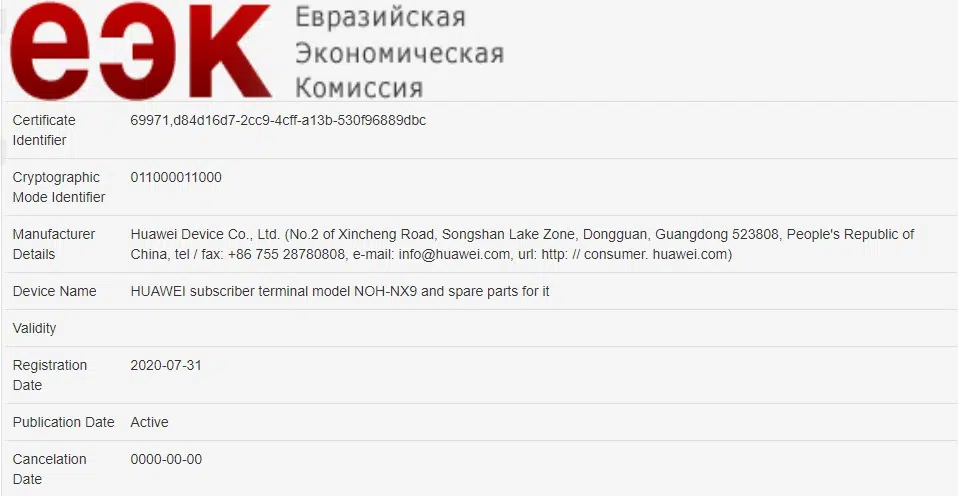 еэк
Евразийская
Экономическая
Комиссия
Certificate
Identifier
69971,d84d16d7-2cc9-4cff-a13b-530f96889dbc
Cryptographic
Mode Identifier
011000011000
Manufacturer
Details
Huawei Device Co., Ltd. (No.2 of Xincheng Road, Songshan Lake Zone, Dongguan, Guangdong 523808, People's Republic of
China, tel / fax: +86 755 28780808, e-mail: info@huawei.com, url: http: // consumer. huawei.com)
Device Name
HUAWEI subscriber terminal model NOH-NX9 and spare parts for it
Validity
Registration
Date
2020-07-31
Publication Date
Active
Cancelation
Date
0000-00-00